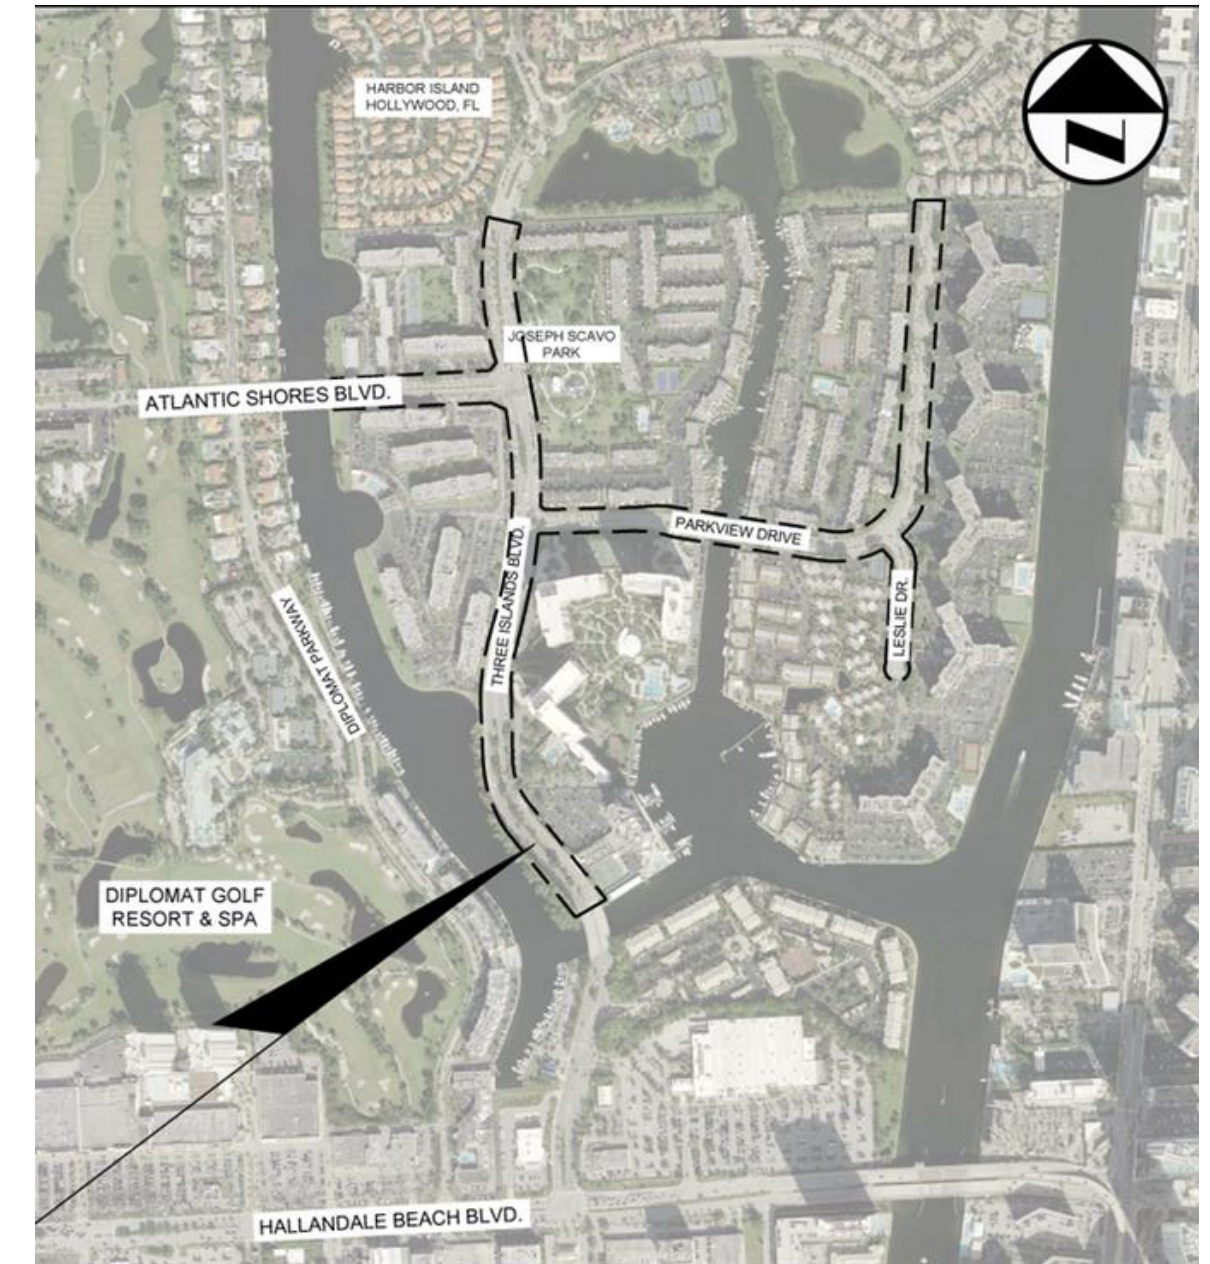 HARBOR ISLAND
HOLLYWOOD, FL
N
JOSEPH SCAVO
PARK
ATLANTIC SHORES BLVD.
PARKVIEW DRIVE
THREE ISLANDS BLVD.
LESLIE DR.
DIPLOMAT PARKWAY
DIPLOMAT GOLF
RESORT & SPA
HALLANDALE BEACH BLVD.